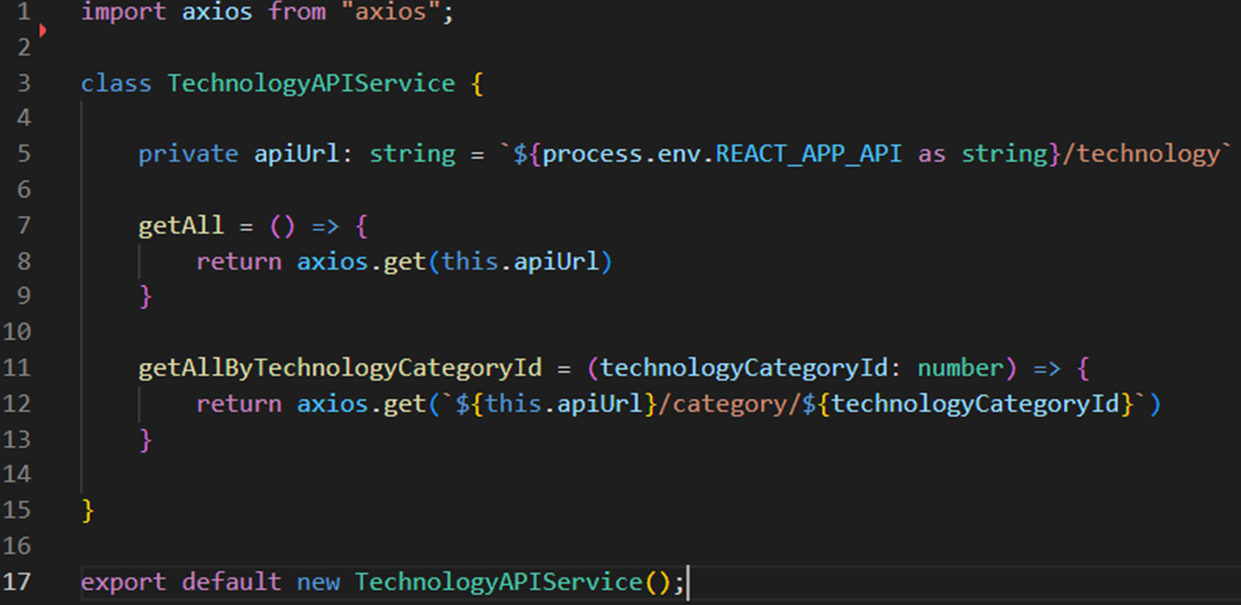 1 import axios from "axios";
2
3 class TechnologyAPIService {
4
5 private apiUrl: string = `${process.env.REACT_APP_API as string}/technology`
6
7 getAll = () => {
8 return axios.get(this.apiUrl)
9 }
10
11 getAllByTechnologyCategoryId = (technologyCategoryId: number) => {
12 return axios.get(`${this.apiUrl}/category/${technologyCategoryId}`)
13 }
14
15 }
16
17 export default new TechnologyAPIService();